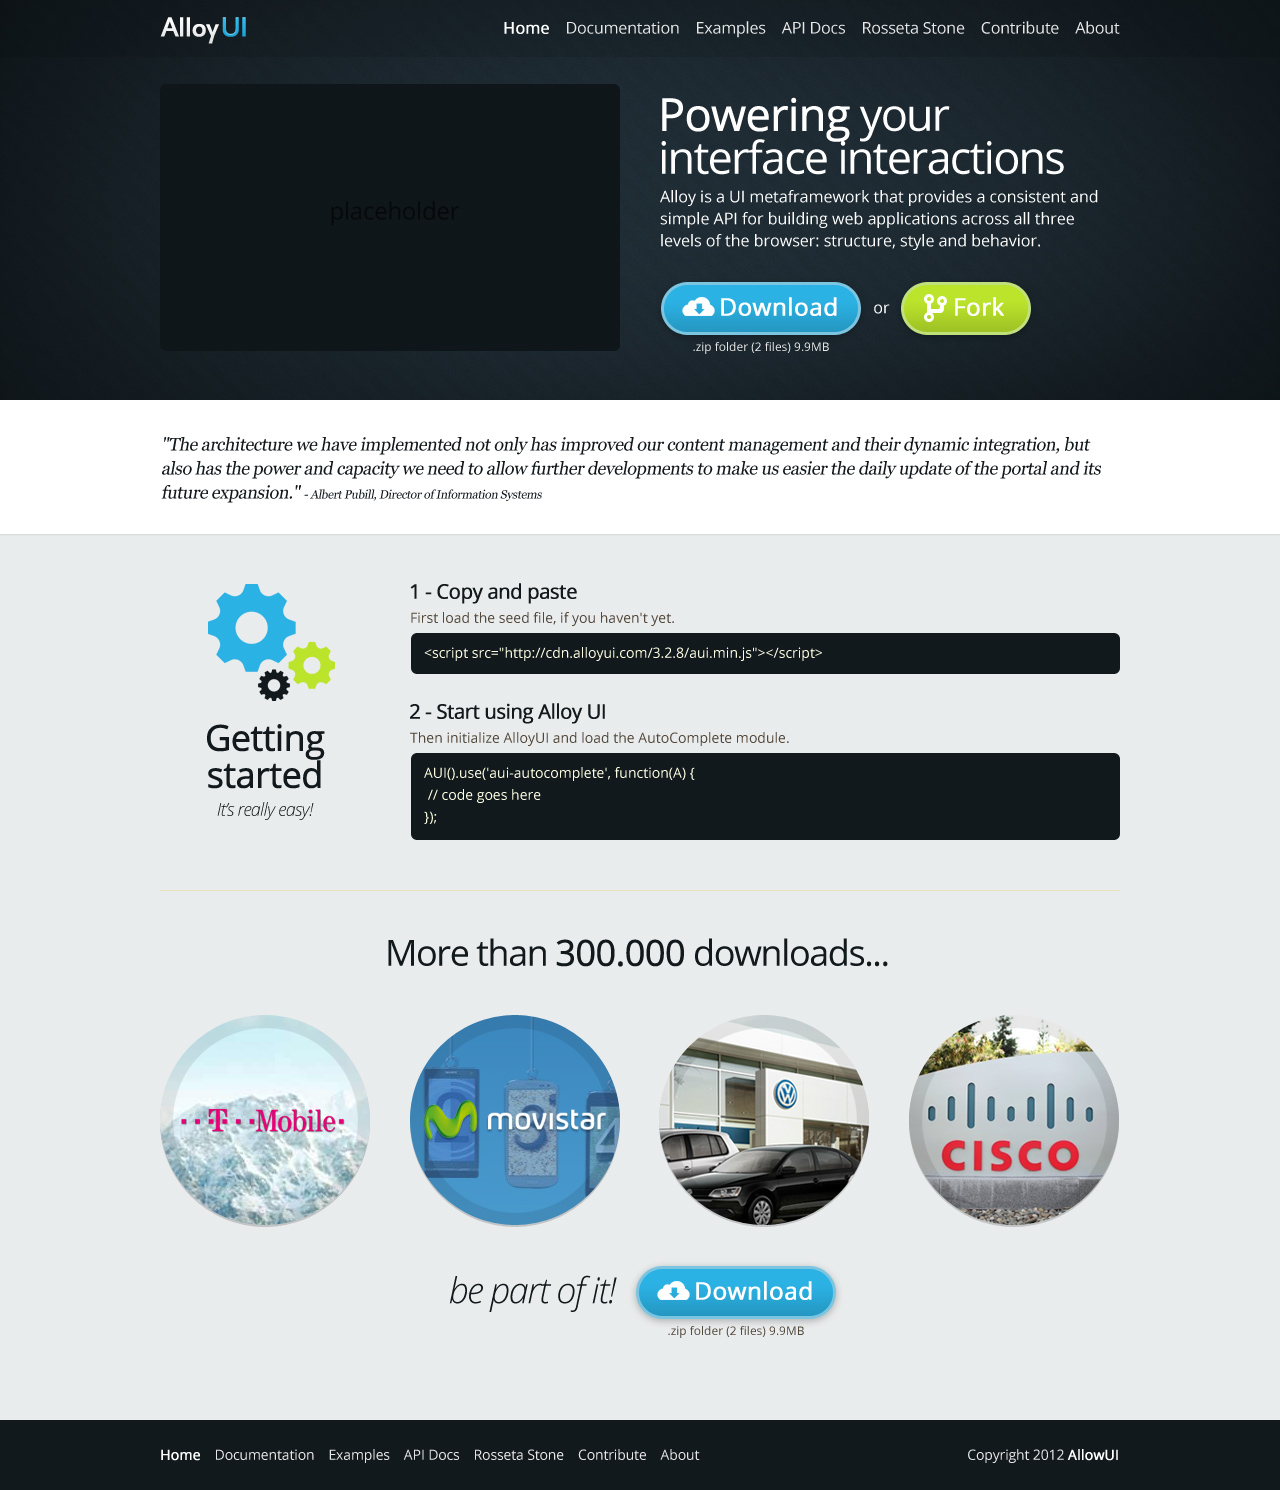 AlloyUI
Home Documentation Examples API Docs Rosseta Stone Contribute About
placeholder
Powering your
interface interactions
Alloy is a UI metaframework that provides a consistent and
simple API for building web applications across all three
levels of the browser: structure, style and behavior.
Download or Fork
.zip folder (2 files) 9.9MB
"The architecture we have implemented not only has improved our content management and their dynamic integration, but
also has the power and capacity we need to allow further developments to make us easier the daily update of the portal and its
future expansion." - Albert Pubill, Director of Information Systems
Getting
started
It's really easy!
1 - Copy and paste
First load the seed file, if you haven't yet.
<script src="http://cdn.alloyui.com/3.2.8/aui.min.js"></script>
2 - Start using Alloy UI
Then initialize AlloyUI and load the AutoComplete module.
AUI().use('aui-autocomplete', function(A) {
// code goes here
});
More than 300.000 downloads...
T Mobile
movistar
CISCO
be part of it!
Download
.zip folder (2 files) 9.9MB
Home Documentation Examples API Docs Rosseta Stone Contribute About
Copyright 2012 AllowUI